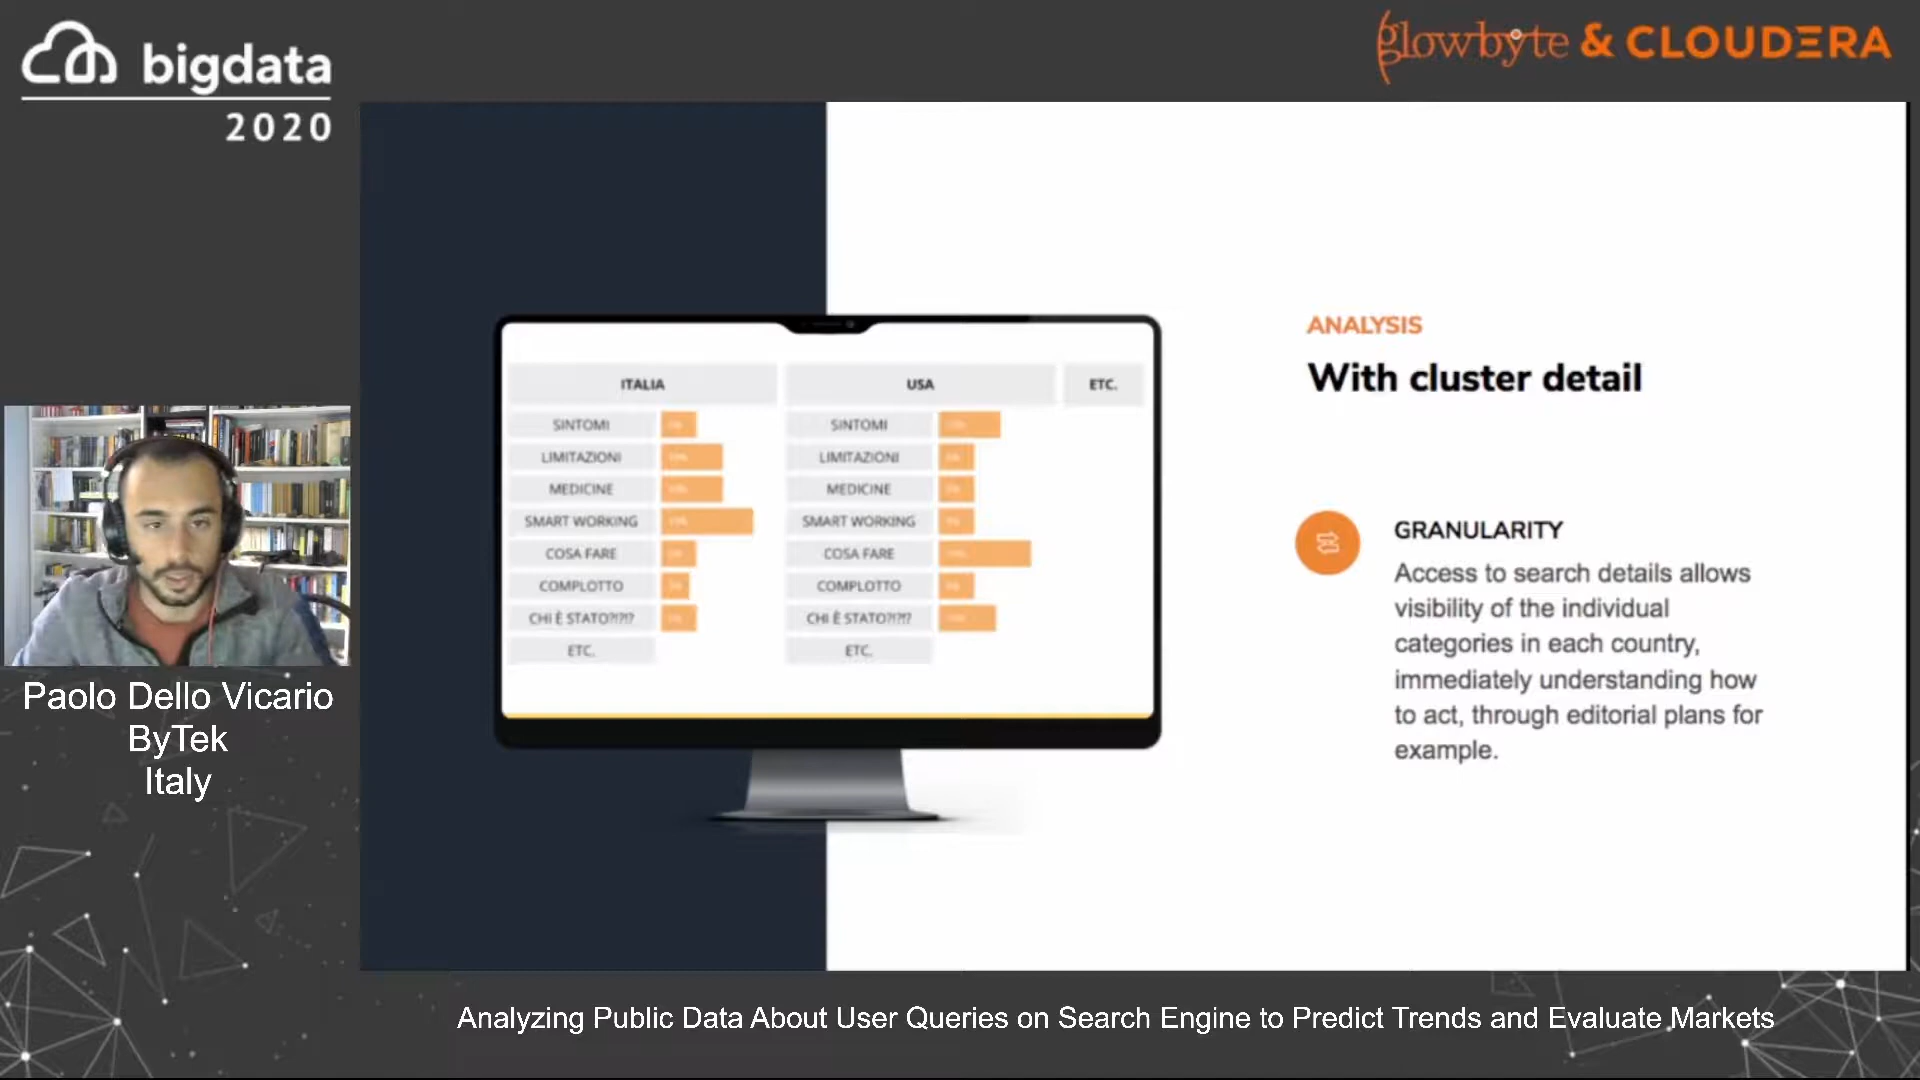 bigdata
2020
glowbyte & CLOUDERA
ITALIA
USA
ETC.
SINTOMI
SINTOMI
LIMITAZIONI
LIMITAZIONI
MEDICINE
MEDICINE
SMART WORKING
SMART WORKING
COSA FARE
COSA FARE
COMPLOTTO
COMPLOTTO
CHI È STATO?!?!?
CHI È STATO?!?!?
ETC.
ETC.
ANALYSIS
With cluster detail
GRANULARITY
Access to search details allows
visibility of the individual
categories in each country,
immediately understanding how
to act, through editorial plans for
example.
Paolo Dello Vicario
ByTek
Italy
Analyzing Public Data About User Queries on Search Engine to Predict Trends and Evaluate Markets